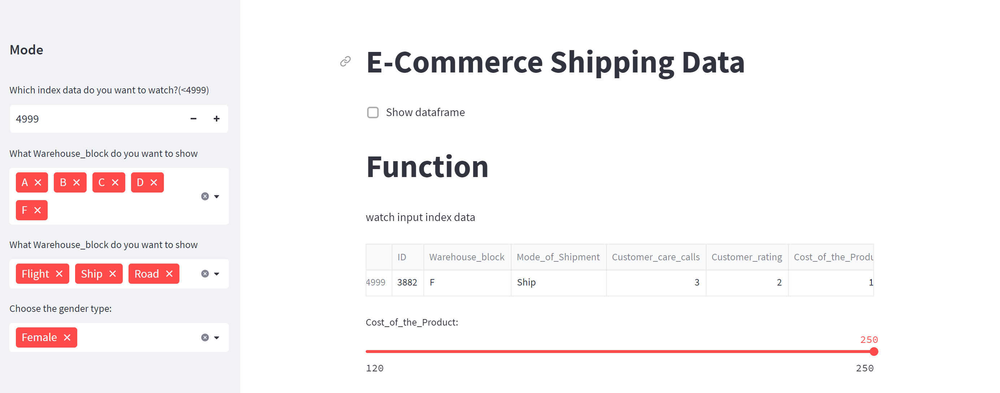 Mode
Which index data do you want to watch?(<4999)
4999 − +
What Warehouse_block do you want to show
A × B × C × D ×
F ×
What Warehouse_block do you want to show
Flight × Ship × Road ×
Choose the gender type:
Female ×
E-Commerce Shipping Data
Show dataframe
Function
watch input index data
ID Warehouse_block Mode_of_Shipment Customer_care_calls Customer_rating Cost_of_the_Produ
4999 3882 F Ship 3 2 1
Cost_of_the_Product:
250
120 250